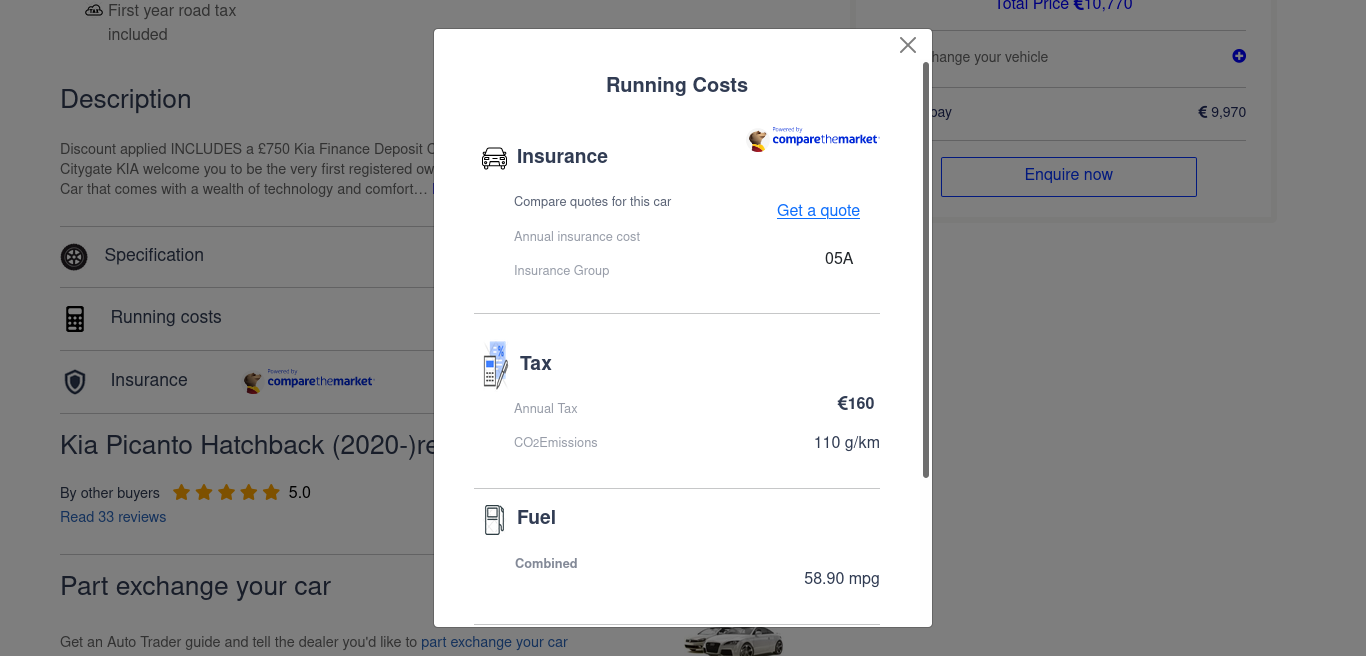 First year road tax
included
Total Price €10,770
hange your vehicle
pay
€ 9,970
Enquire now
Description
Discount applied INCLUDES a £750 Kia Finance Deposit C
Citygate KIA welcome you to be the very first registered ow
Car that comes with a wealth of technology and comfort…
Specification
Running costs
Insurance
Powered by
comparethemarket
Kia Picanto Hatchback (2020-)re
By other buyers
5.0
Read 33 reviews
Part exchange your car
Get an Auto Trader guide and tell the dealer you'd like to part exchange your car
Running Costs
Powered by
comparethemarket
Insurance
Compare quotes for this car
Get a quote
Annual insurance cost
05A
Insurance Group
Tax
Annual Tax
€160
CO2Emissions
110 g/km
Fuel
Combined
58.90 mpg